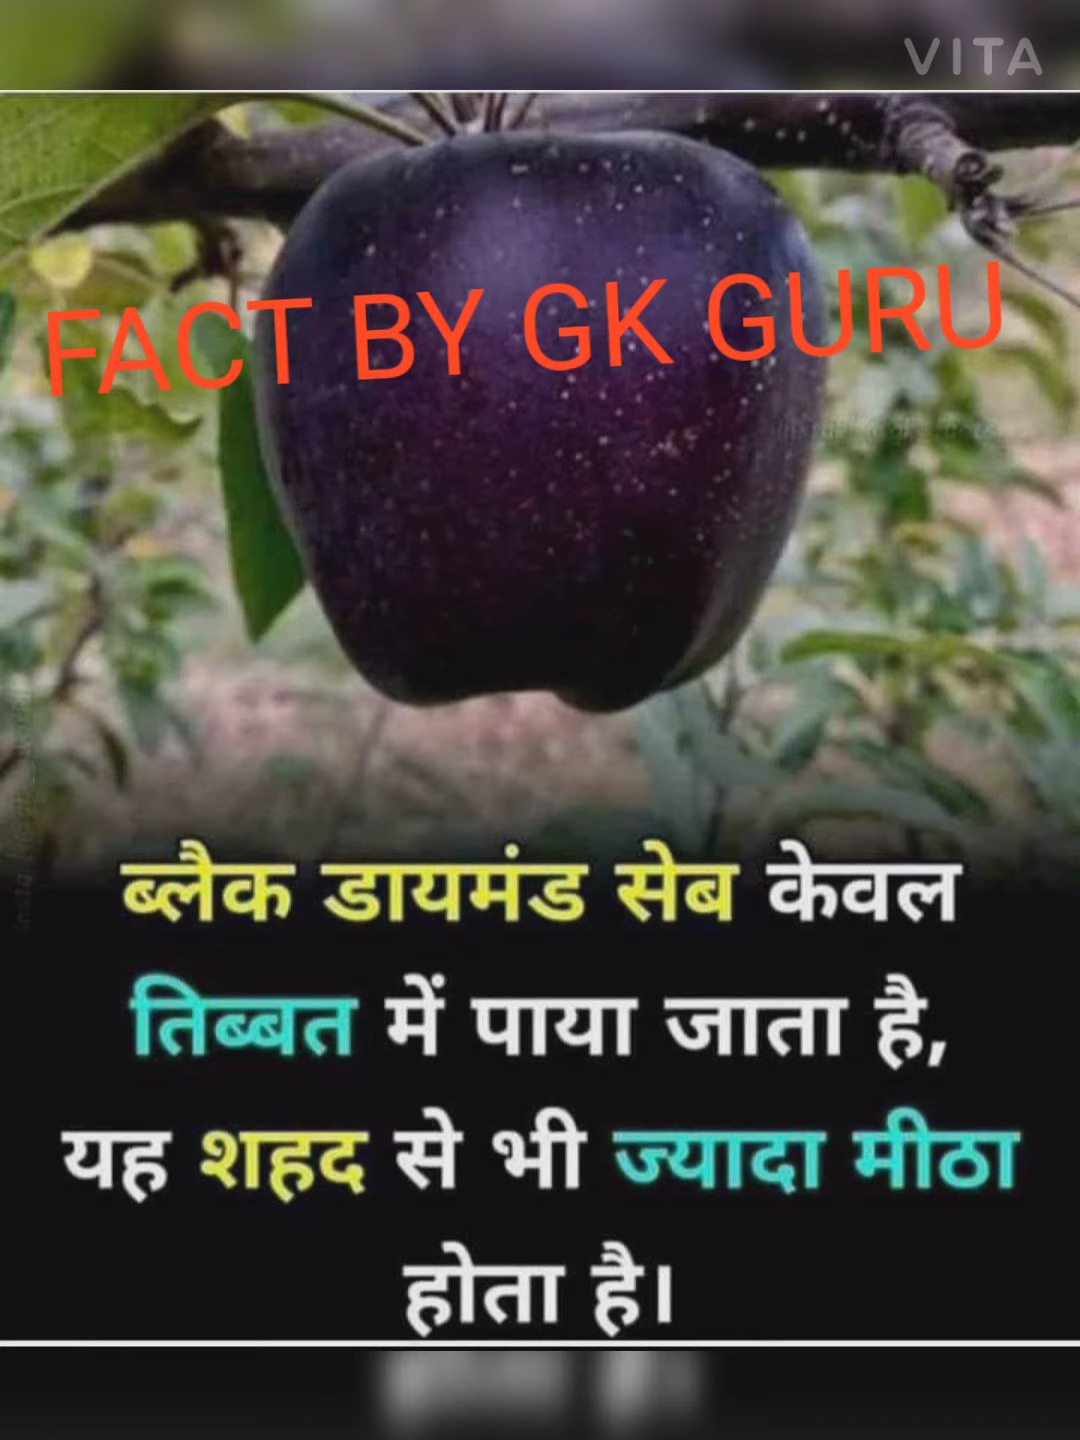 VITA
FACT BY GK GURU
ब्लैक डायमंड सेब केवल
तिब्बत में पाया जाता है,
यह शहद से भी ज्यादा मीठा
होता है।